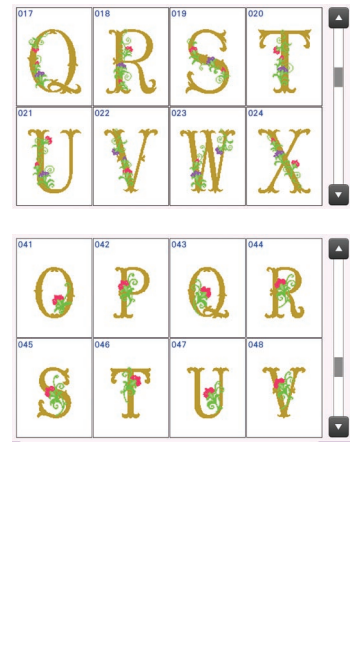 017 018 019 020
Q R S T
021 022 023 024
U V W X
041 042 043 044
O P Q R
045 046 047 048
S T U V